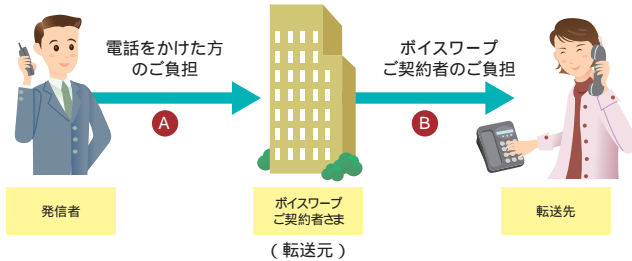 電話をかけた方
のご負担
A
ボイスワープ
ご契約者のご負担
B
発信者
ボイスワープ
ご契約者さま
(転送元)
転送先